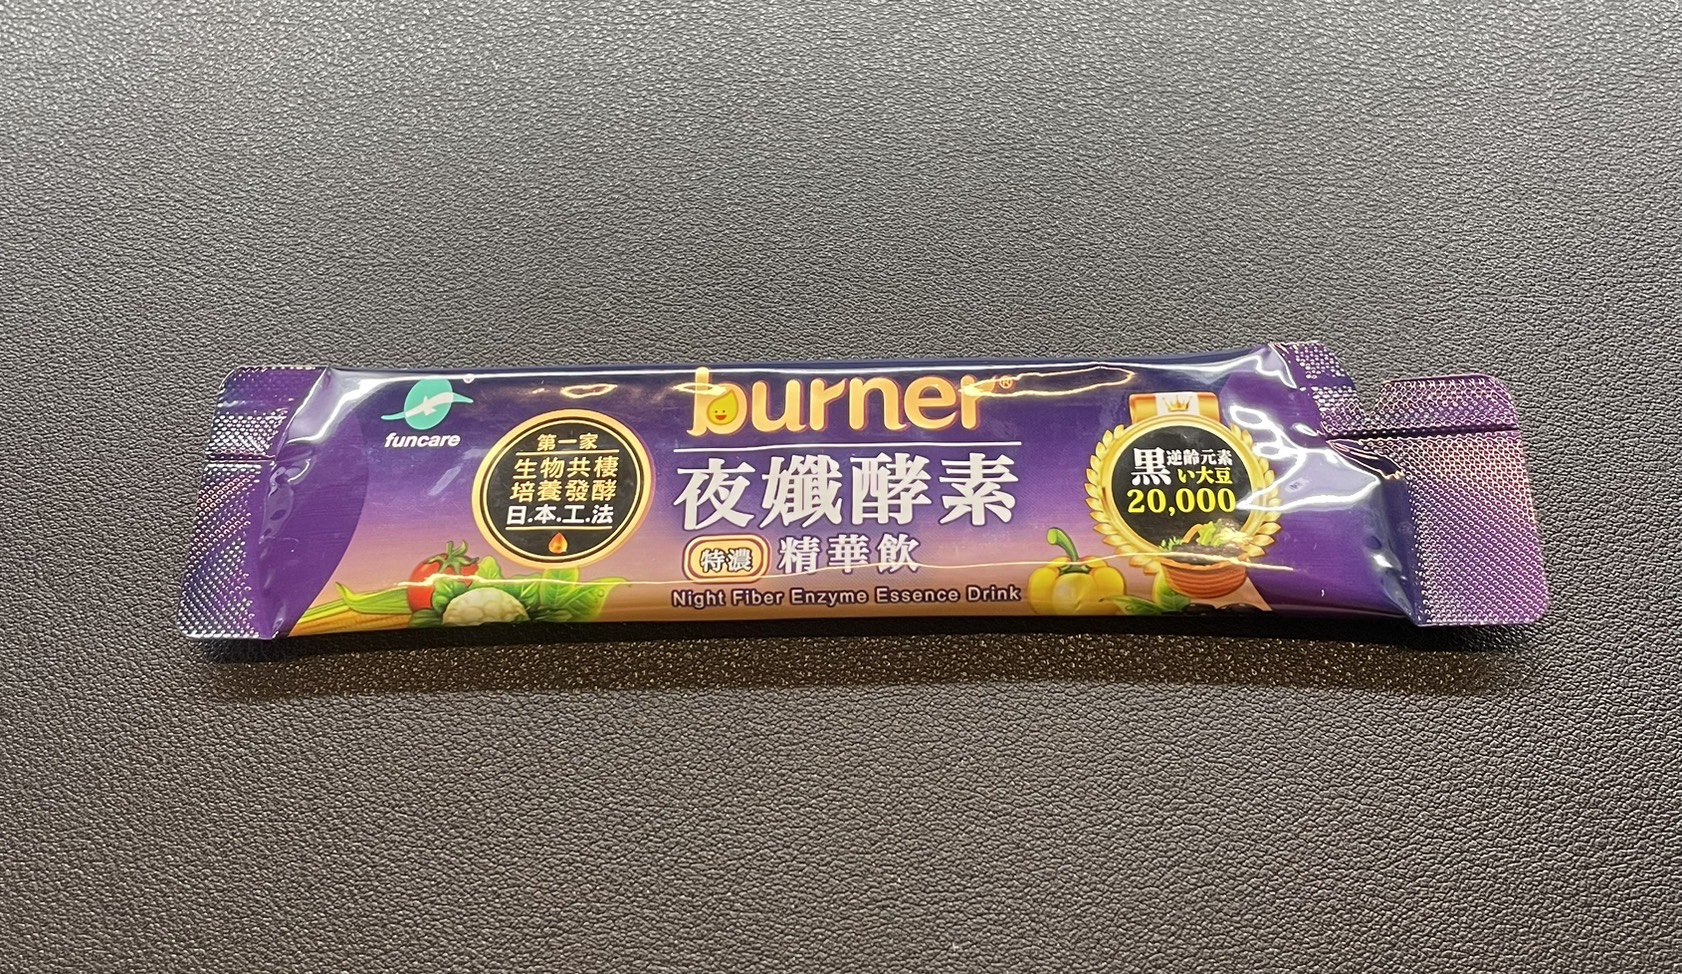 funcare
第一家
生物共棲
培養發酵
日.本.工.法
burner®
夜孅酵素
特濃 精華飲
Night Fiber Enzyme Essence Drink
黒い大豆
逆齡元素
20,000